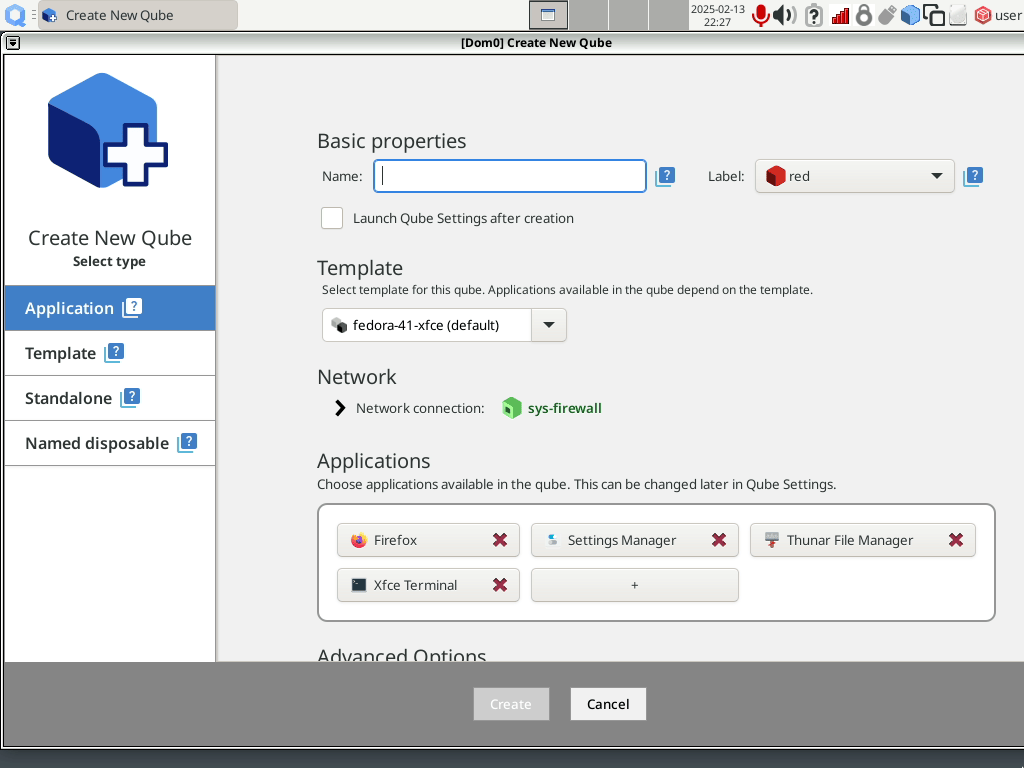 Create New Qube
2025-02-13
22:27
user
[Dom0] Create New Qube
Create New Qube
Select type
Application ?
Template ?
Standalone ?
Named disposable ?
Basic properties
Name: ? Label: red ?
Launch Qube Settings after creation
Template
Select template for this qube. Applications available in the qube depend on the template.
fedora-41-xfce (default)
Network
Network connection: sys-firewall
Applications
Choose applications available in the qube. This can be changed later in Qube Settings.
Firefox Settings Manager Thunar File Manager
Xfce Terminal +
Advanced Options
Create Cancel